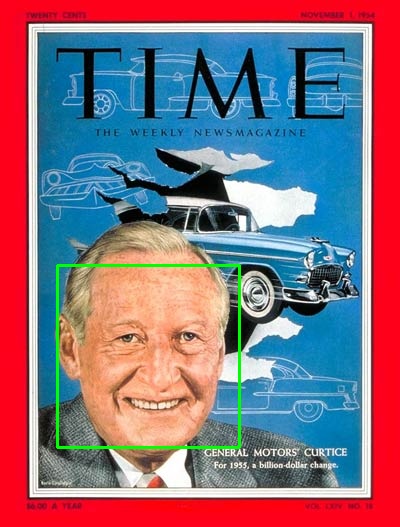 TWENTY CENTS
NOVEMBER 1, 1954
TIME
THE WEEKLY NEWSMAGAZINE
GENERAL MOTORS' CURTICE
For 1955, a billion-dollar change.
$6.00 A YEAR
VOL. LXIV NO. 18